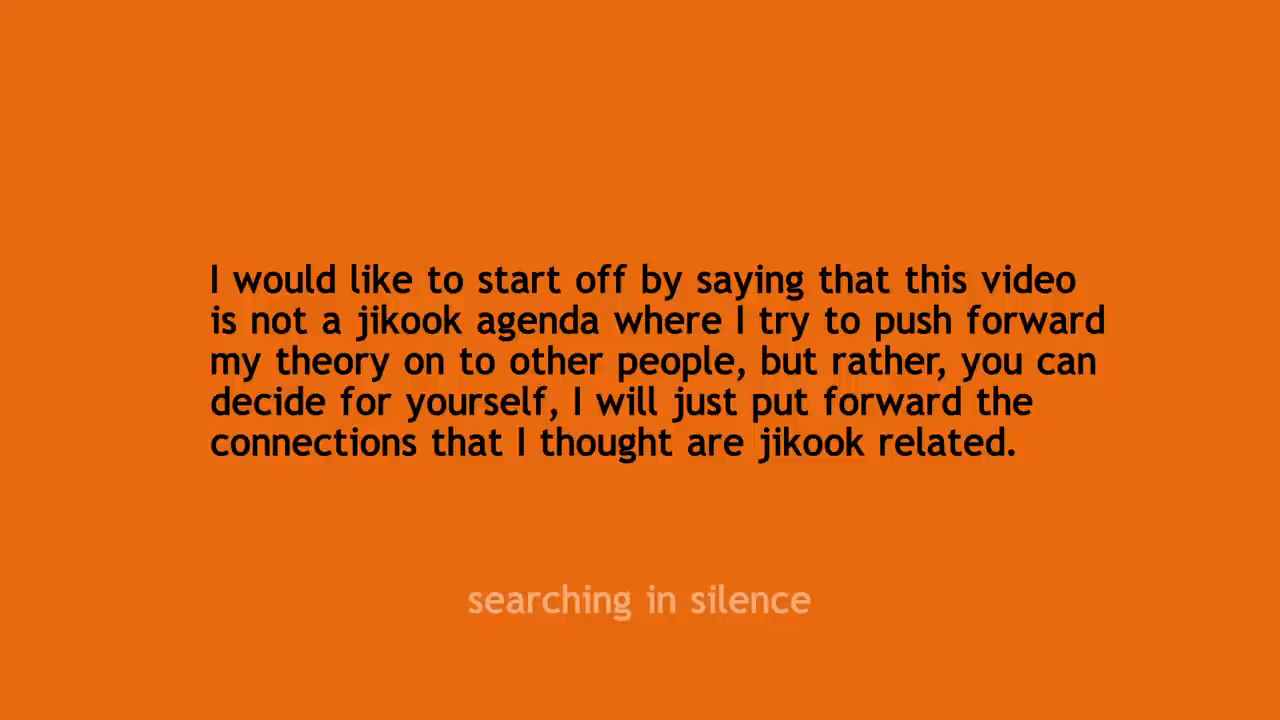 I would like to start off by saying that this video
is not a jikook agenda where I try to push forward
my theory on to other people, but rather, you can
decide for yourself, I will just put forward the
connections that I thought are jikook related.
searching in silence